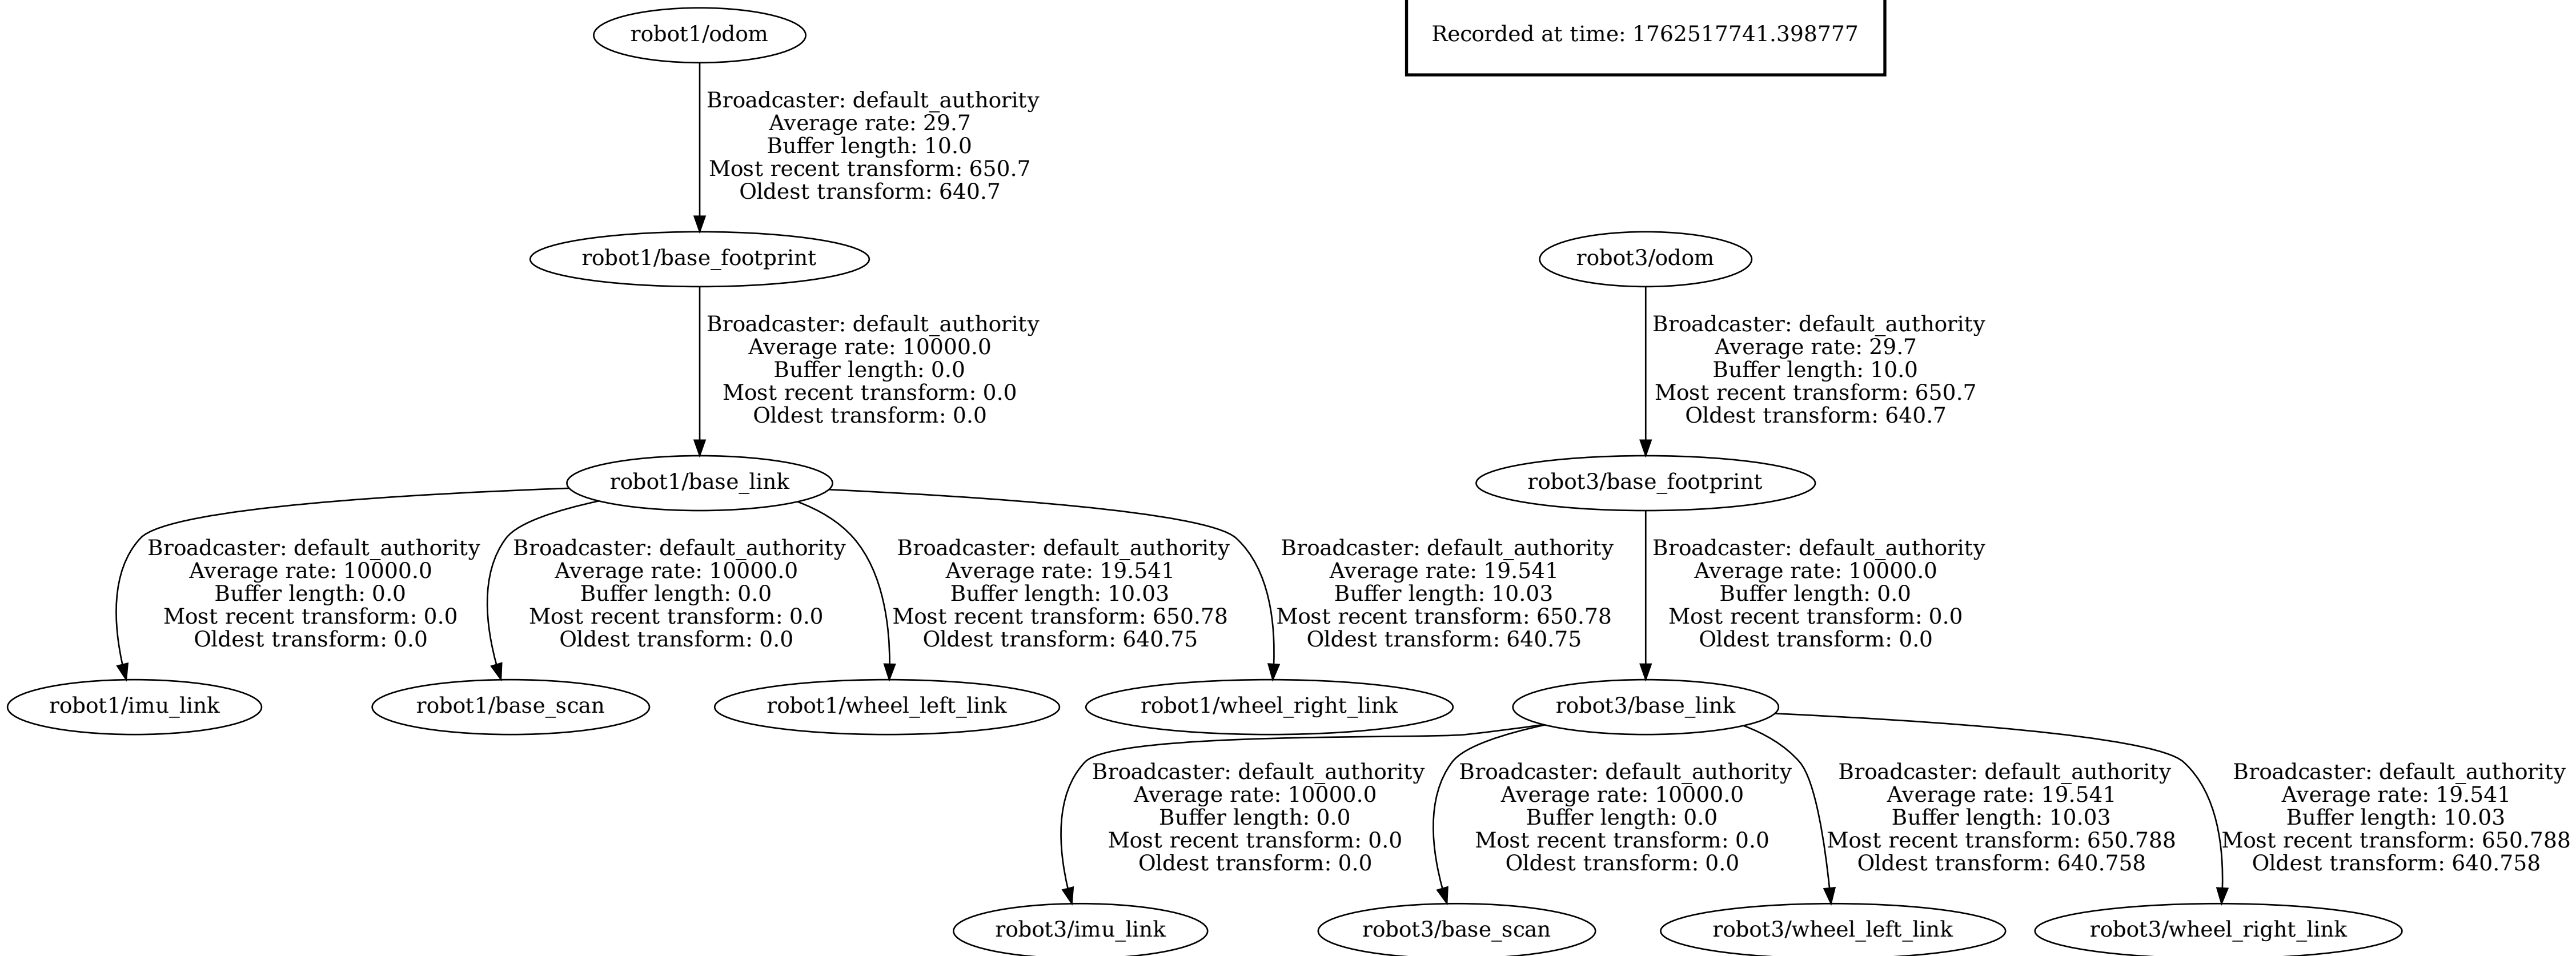 robot1/odom
Recorded at time: 1762517741.398777
Broadcaster: default_authority
Average rate: 29.7
Buffer length: 10.0
Most recent transform: 650.7
Oldest transform: 640.7
robot1/base_footprint
robot3/odom
Broadcaster: default_authority
Average rate: 10000.0
Buffer length: 0.0
Most recent transform: 0.0
Oldest transform: 0.0
Broadcaster: default_authority
Average rate: 29.7
Buffer length: 10.0
Most recent transform: 650.7
Oldest transform: 640.7
robot1/base_link
robot3/base_footprint
Broadcaster: default_authority
Average rate: 10000.0
Buffer length: 0.0
Most recent transform: 0.0
Oldest transform: 0.0
Broadcaster: default_authority
Average rate: 10000.0
Buffer length: 0.0
Most recent transform: 0.0
Oldest transform: 0.0
Broadcaster: default_authority
Average rate: 19.541
Buffer length: 10.03
Most recent transform: 650.78
Oldest transform: 640.75
Broadcaster: default_authority
Average rate: 19.541
Buffer length: 10.03
Most recent transform: 650.78
Oldest transform: 640.75
Broadcaster: default_authority
Average rate: 10000.0
Buffer length: 0.0
Most recent transform: 0.0
Oldest transform: 0.0
robot1/imu_link
robot1/base_scan
robot1/wheel_left_link
robot1/wheel_right_link
robot3/base_link
Broadcaster: default_authority
Average rate: 10000.0
Buffer length: 0.0
Most recent transform: 0.0
Oldest transform: 0.0
Broadcaster: default_authority
Average rate: 10000.0
Buffer length: 0.0
Most recent transform: 0.0
Oldest transform: 0.0
Broadcaster: default_authority
Average rate: 19.541
Buffer length: 10.03
Most recent transform: 650.788
Oldest transform: 640.758
Broadcaster: default_authority
Average rate: 19.541
Buffer length: 10.03
Most recent transform: 650.788
Oldest transform: 640.758
robot3/imu_link
robot3/base_scan
robot3/wheel_left_link
robot3/wheel_right_link